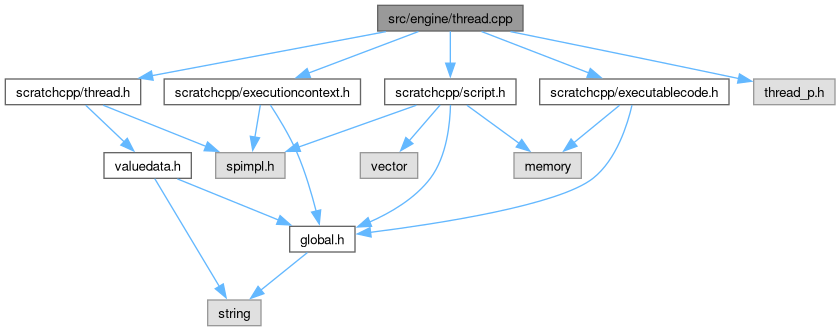 src/engine/thread.cpp
scratchcpp/thread.h
scratchcpp/executioncontext.h
scratchcpp/script.h
scratchcpp/executablecode.h
thread_p.h
valuedata.h
spimpl.h
vector
memory
global.h
string